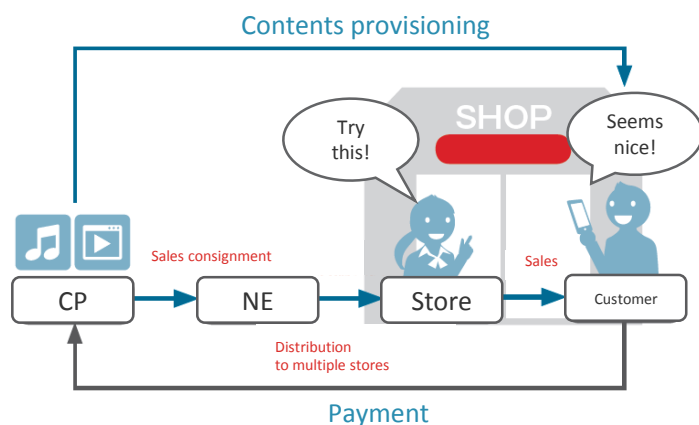 Contents provisioning
SHOP
Try
this!
Seems
nice!
Sales consignment
Sales
CP
NE
Store
Customer
Distribution
to multiple stores
Payment